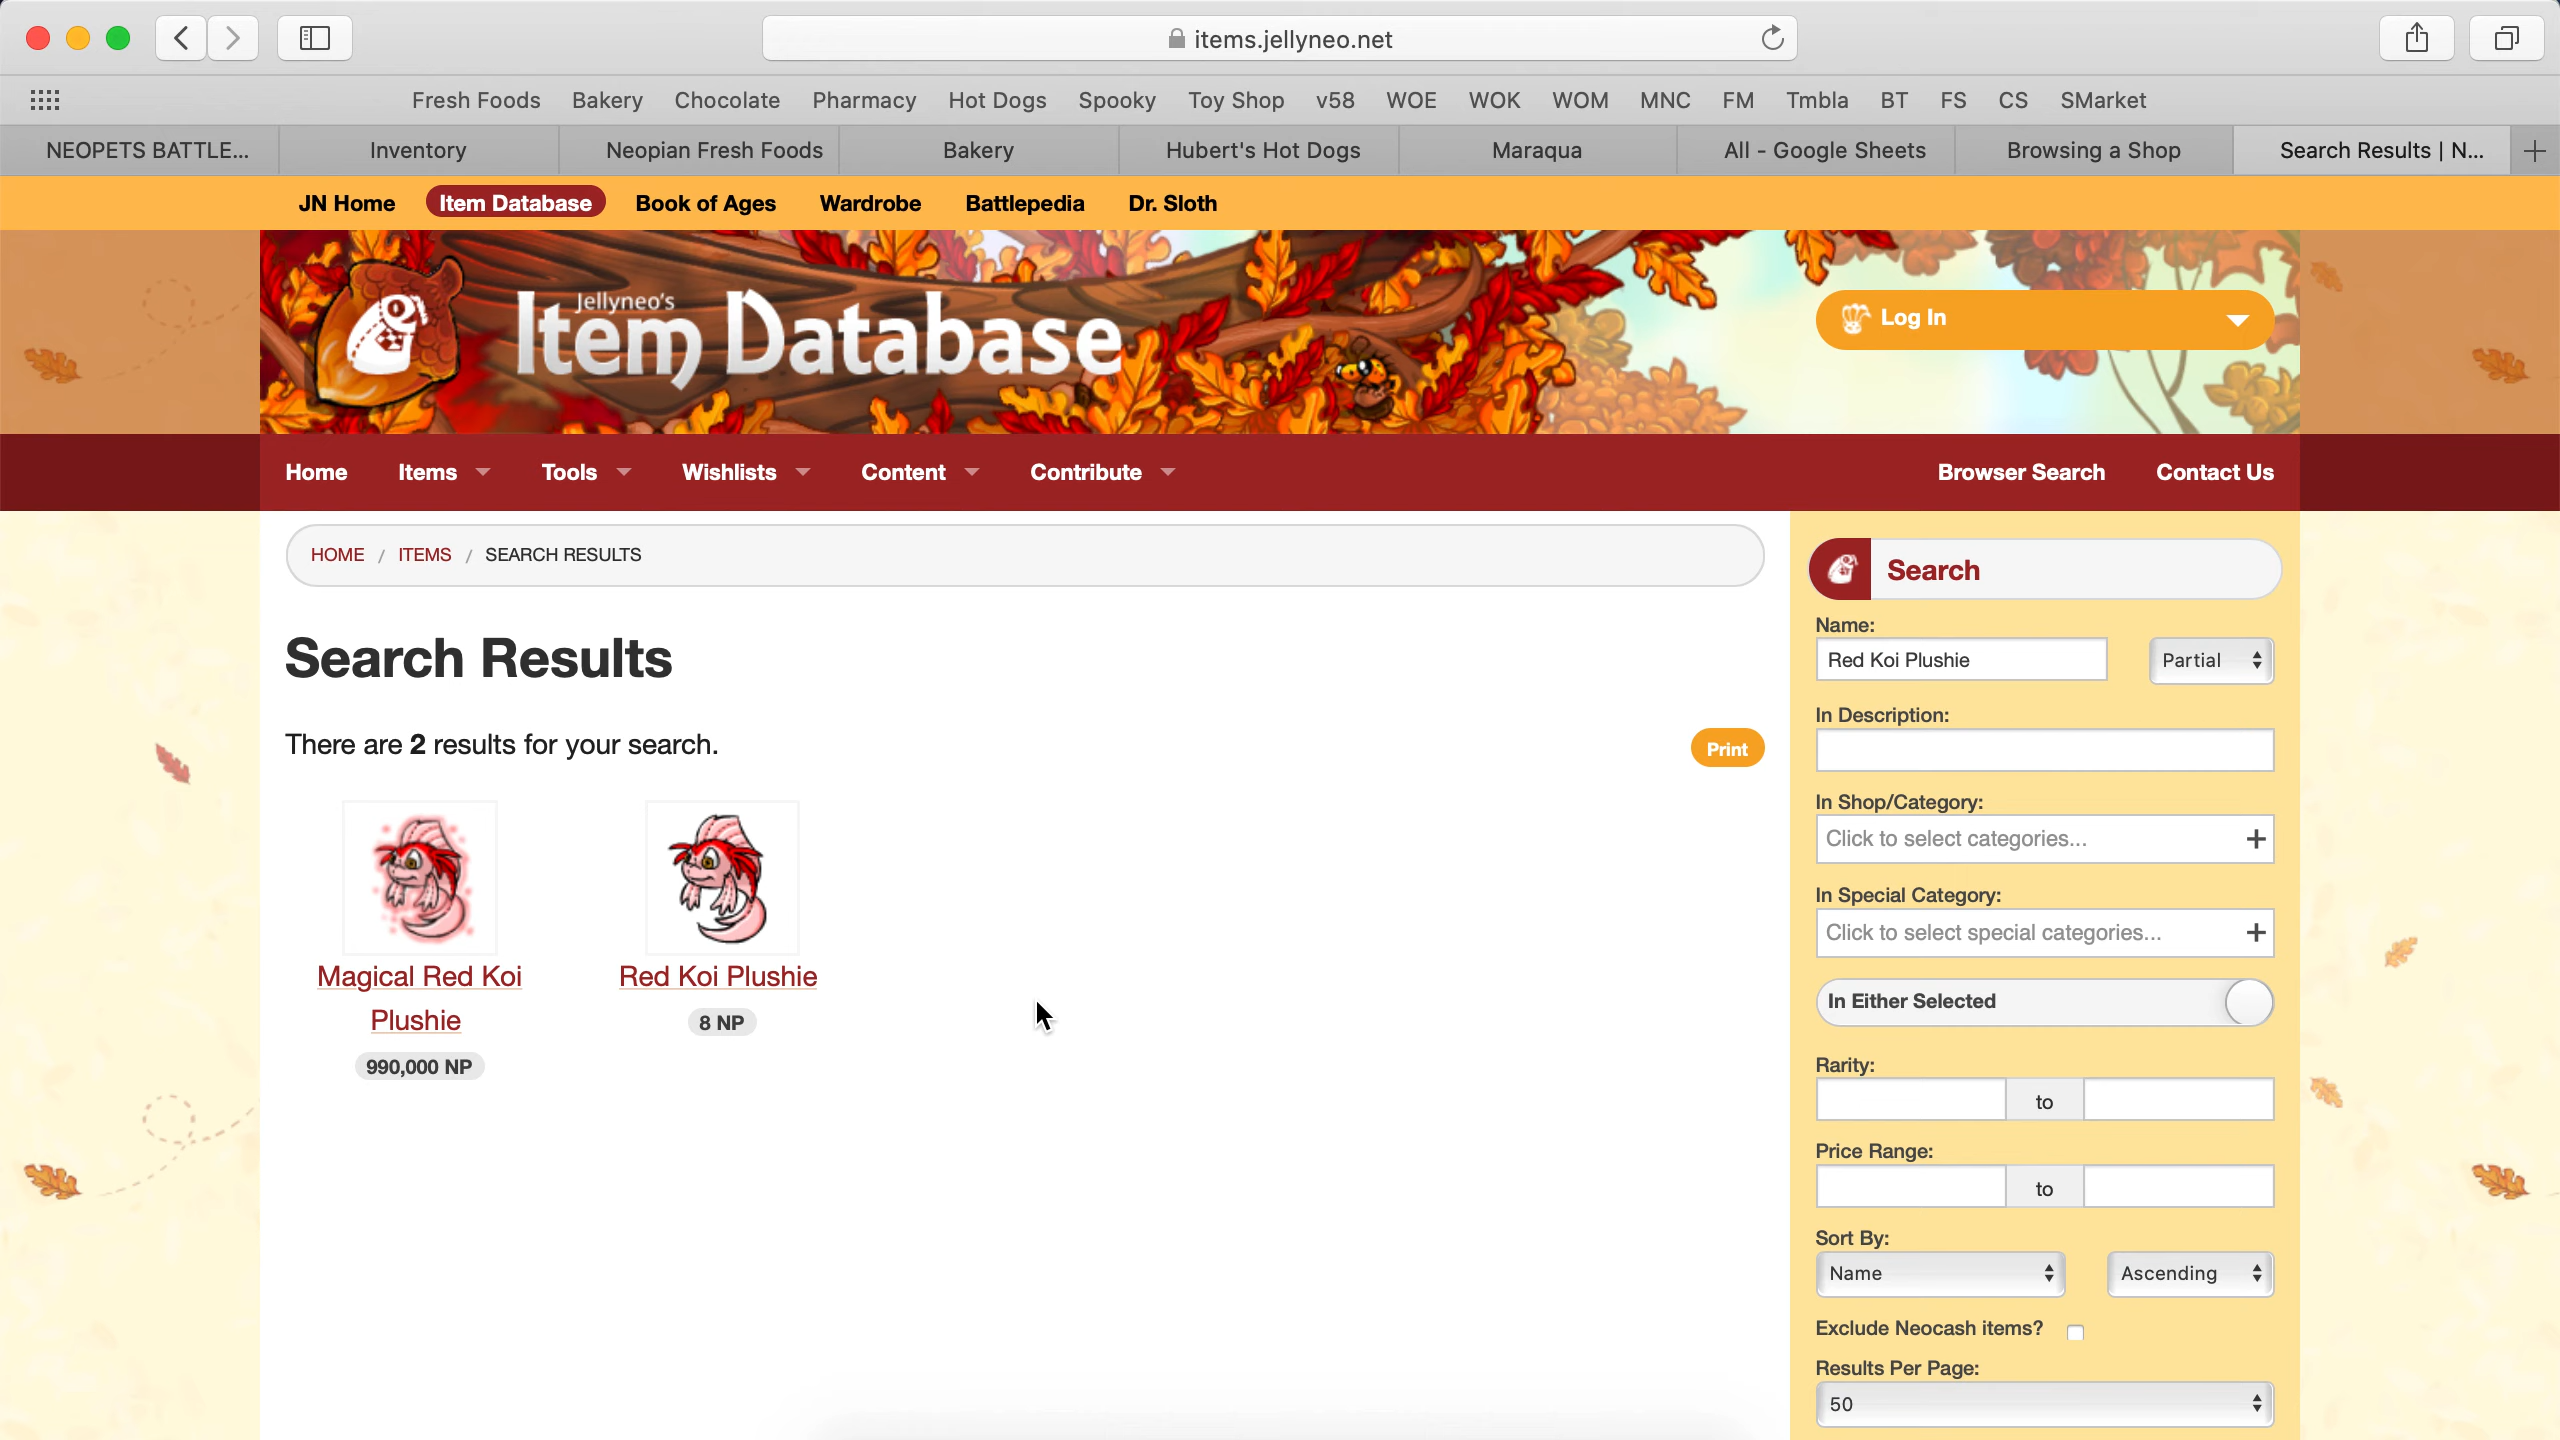 items.jellyneo.net
Fresh Foods Bakery Chocolate Pharmacy Hot Dogs Spooky Toy Shop v58 WOE WOK WOM MNC FM Tmbla BT FS CS SMarket
NEOPETS BATTLE... Inventory Neopian Fresh Foods Bakery Hubert's Hot Dogs Maraqua All - Google Sheets Browsing a Shop Search Results | N...
JN Home Item Database Book of Ages Wardrobe Battlepedia Dr. Sloth
Jellyneo's
Item Database
Log In
Home Items Tools Wishlists Content Contribute Browser Search Contact Us
HOME / ITEMS / SEARCH RESULTS
Search Results
There are 2 results for your search.
Print
Magical Red Koi
Plushie
990,000 NP
Red Koi Plushie
8 NP
Search
Name:
Red Koi Plushie Partial
In Description:
In Shop/Category:
Click to select categories... +
In Special Category:
Click to select special categories... +
In Either Selected
Rarity:
to
Price Range:
to
Sort By:
Name Ascending
Exclude Neocash items?
Results Per Page:
50